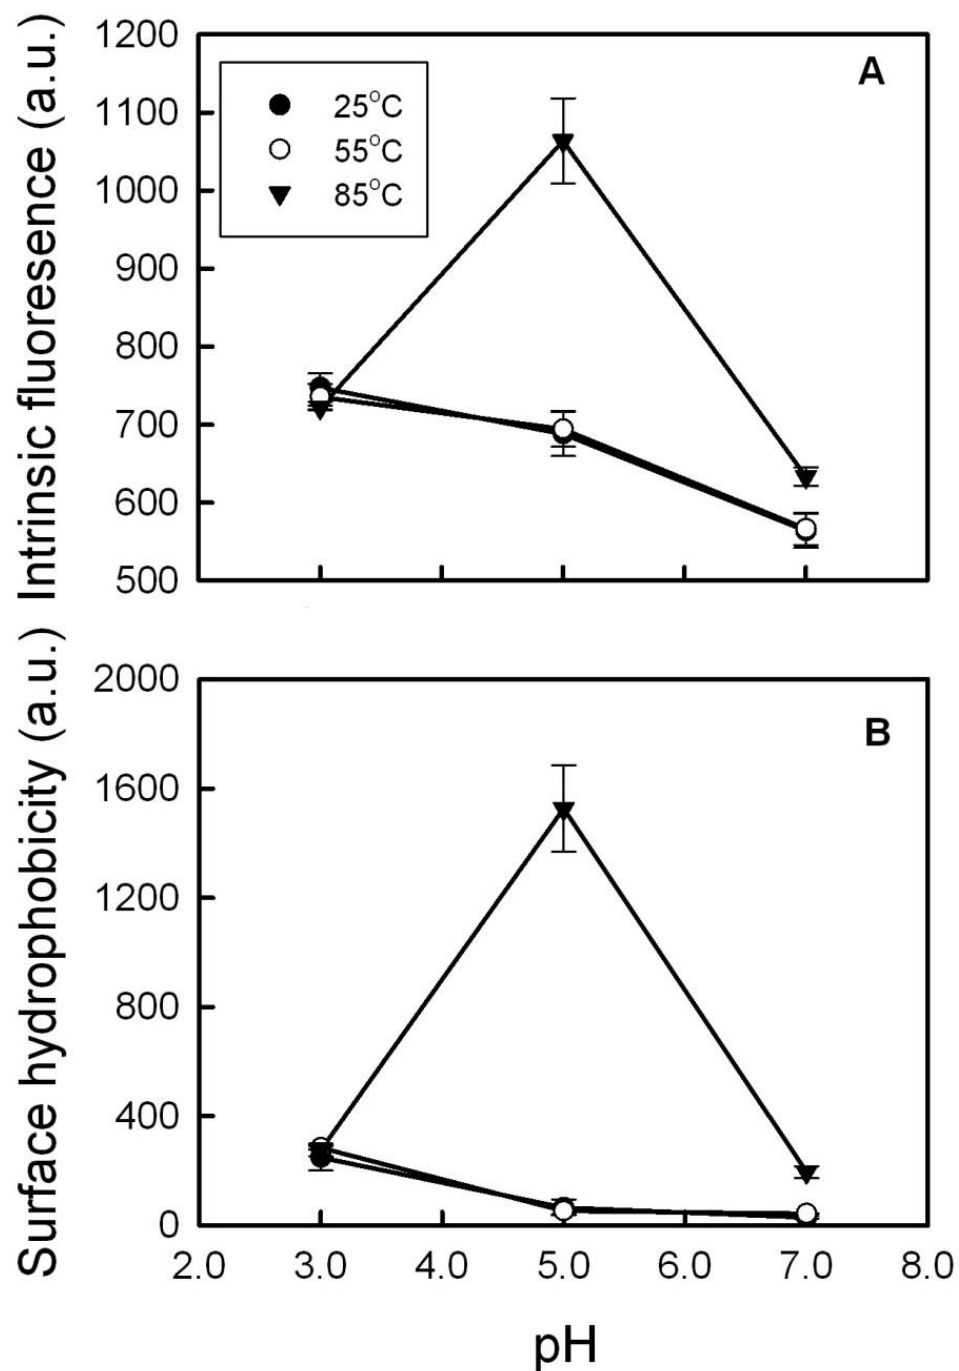 Intrinsic fluoresence (a.u.)
1200
1100
1000
900
800
700
600
500
A
25°C
55°C
85°C
Surface hydrophobicity (a.u.)
2000
1600
1200
800
400
0
B
2.0 3.0 4.0 5.0 6.0 7.0 8.0
pH